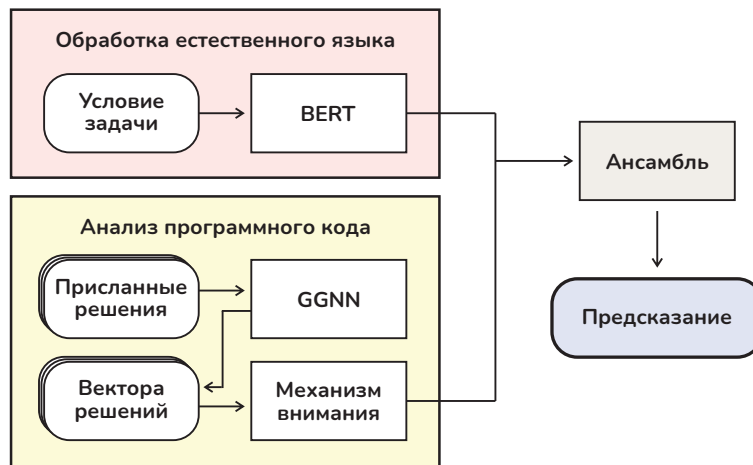 Обработка естественного языка
Условие
задачи
BERT
Ансамбль
Анализ программного кода
Присланные
решения
GGNN
Предсказание
Вектора
решений
Механизм
внимания